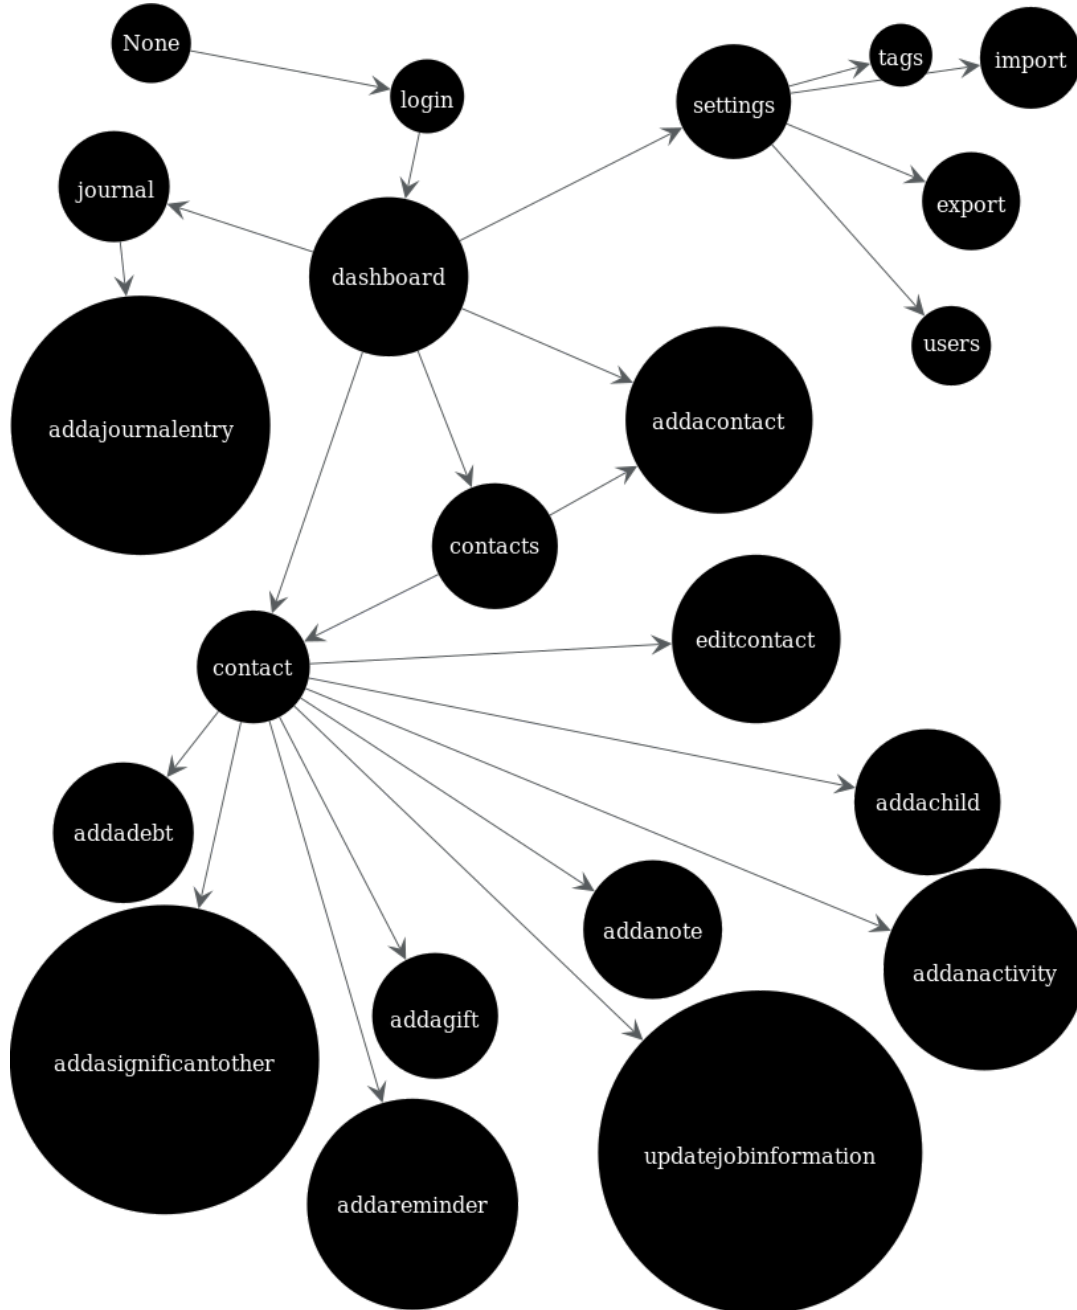 None
tags
import
login
settings
journal
export
dashboard
users
addacontact
addajournalentry
contacts
editcontact
contact
addachild
addadebt
addanote
addanactivity
addagift
addasignificantother
updatejobinformation
addareminder